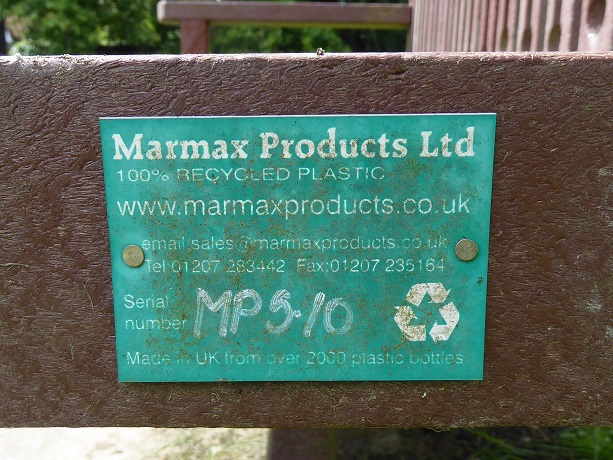 Marmax Products Ltd
100% RECYCLED PLASTIC
www.marmaxproducts.co.uk
email:sales@marmaxproducts.co.uk
Tel:01207 283442 Fax:01207 235164
Serial
number MPS-10
Made in UK from over 2000 plastic bottles